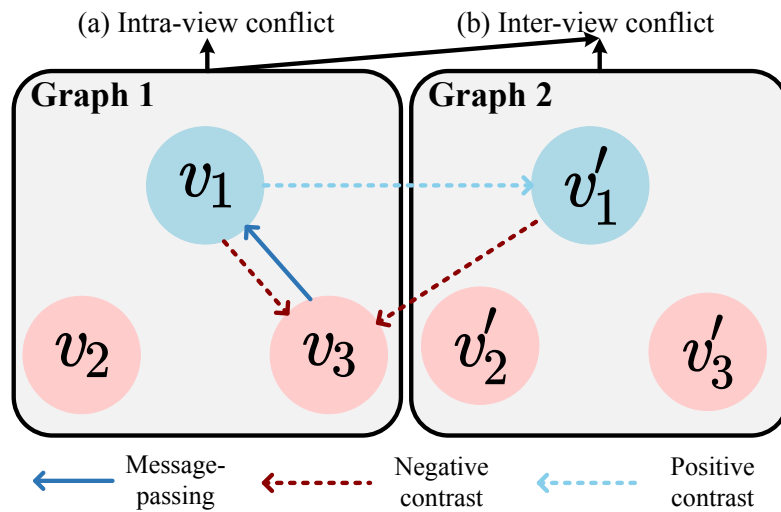 (a) Intra-view conflict (b) Inter-view conflict
Graph 1 Graph 2
v₁ v₁′
v₂ v₃ v₂′ v₃′
Message-passing Negative contrast Positive contrast